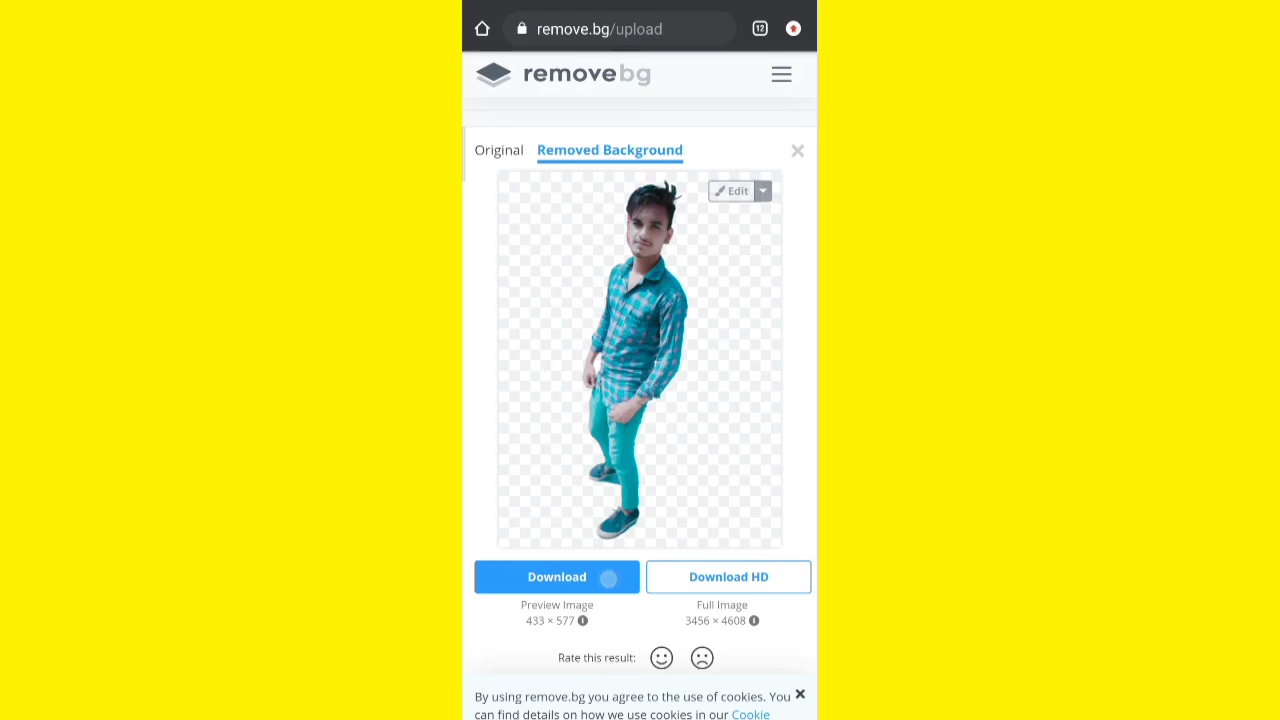 remove.bg/upload
12
removebg
Original Removed Background
Edit
Download Download HD
Preview Image Full Image
433 × 577 3456 × 4608
Rate this result:
By using remove.bg you agree to the use of cookies. You
can find details on how we use cookies in our Cookie